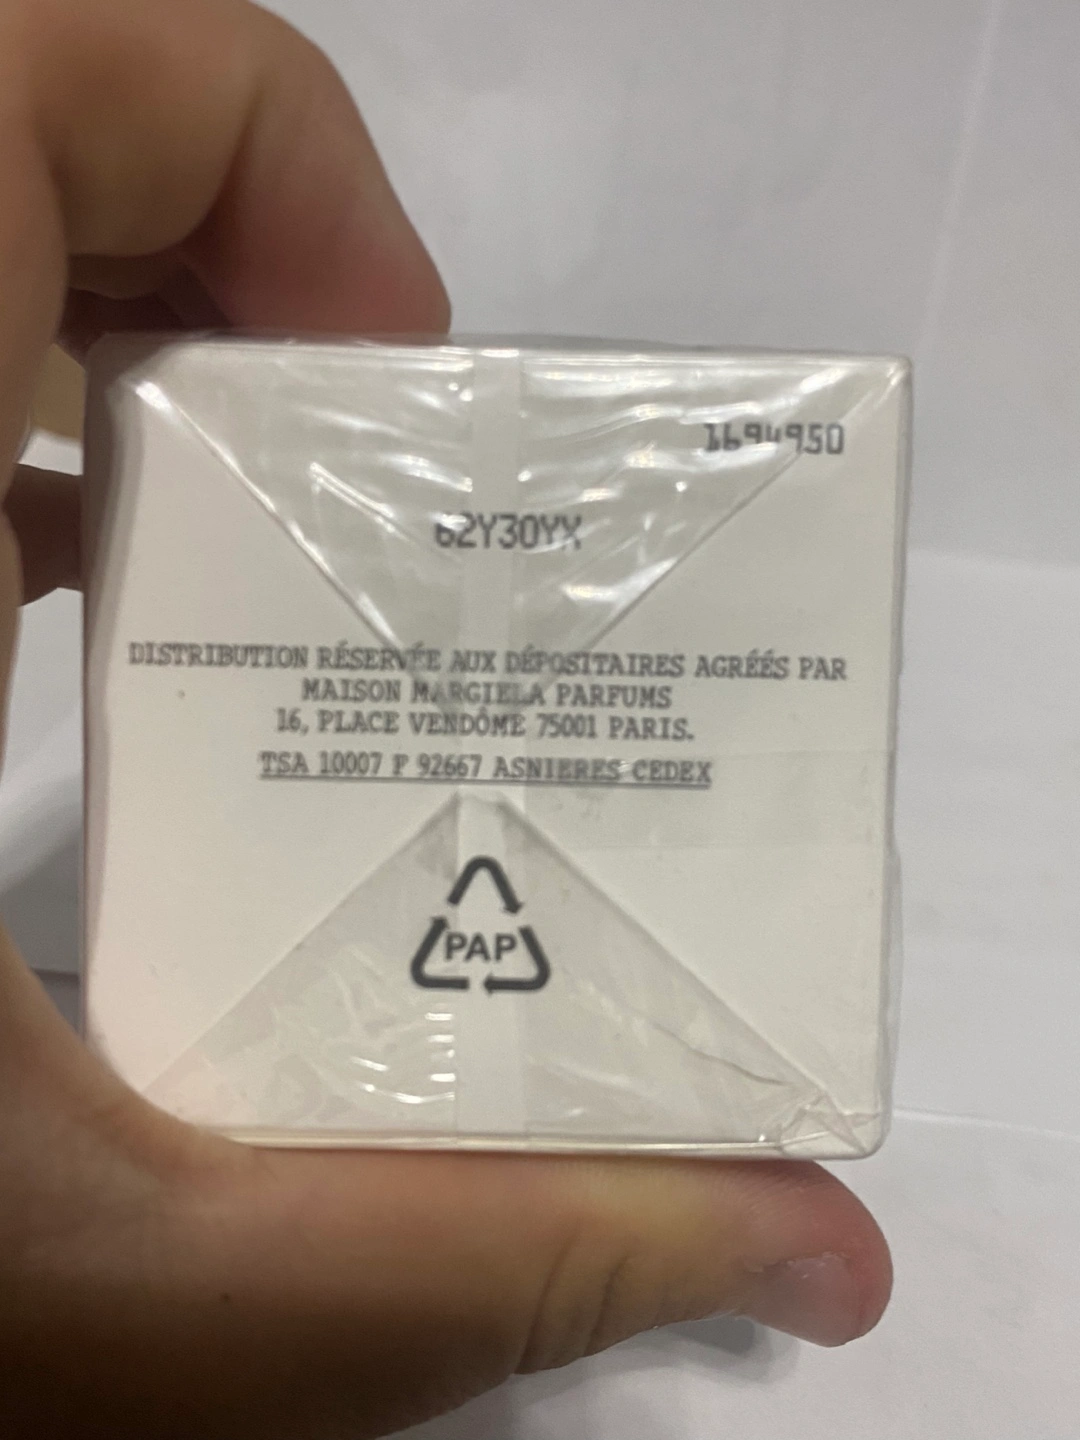 1694950
62Y30YX
DISTRIBUTION RÉSERVÉE AUX DÉPOSITAIRES AGRÉÉS PAR
MAISON MARGIELA PARFUMS
16, PLACE VENDÔME 75001 PARIS.
TSA 10007 F 92667 ASNIERES CEDEX
PAP